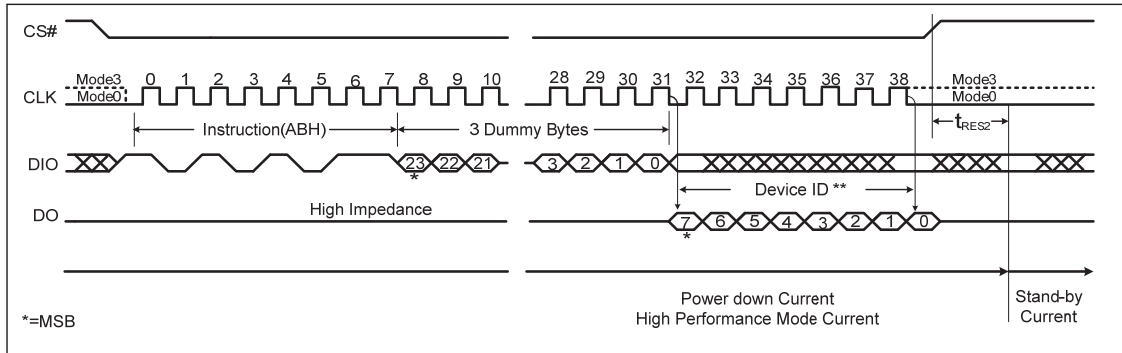 CS#
Mode3 0 1 2 3 4 5 6 7 8 9 10 28 29 30 31 32 33 34 35 36 37 38 Mode3
CLK Mode0 Mode0
Instruction(ABH) 3 Dummy Bytes tRES2
DIO 23 22 21 3 2 1 0
*
Device ID **
DO High Impedance 7 6 5 4 3 2 1 0
*
Power down Current
High Performance Mode Current
Stand-by
Current
*=MSB